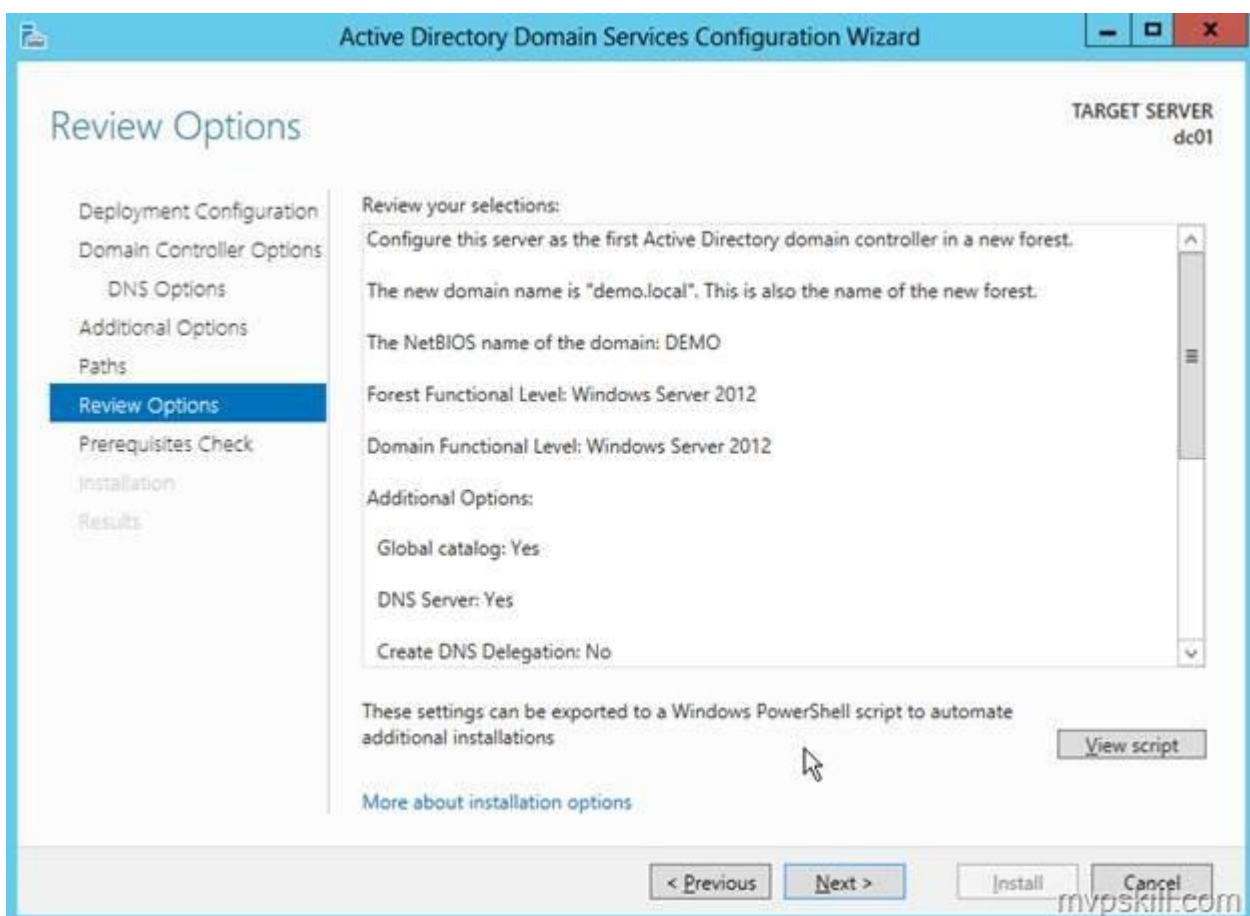 Active Directory Domain Services Configuration Wizard
Review Options
TARGET SERVER
dc01
Deployment Configuration
Domain Controller Options
DNS Options
Additional Options
Paths
Review Options
Prerequisites Check
Installation
Results
Review your selections:
Configure this server as the first Active Directory domain controller in a new forest.
The new domain name is "demo.local". This is also the name of the new forest.
The NetBIOS name of the domain: DEMO
Forest Functional Level: Windows Server 2012
Domain Functional Level: Windows Server 2012
Additional Options:
Global catalog: Yes
DNS Server: Yes
Create DNS Delegation: No
These settings can be exported to a Windows PowerShell script to automate
additional installations
View script
More about installation options
< Previous
Next >
Install
Cancel
mvpskill.com